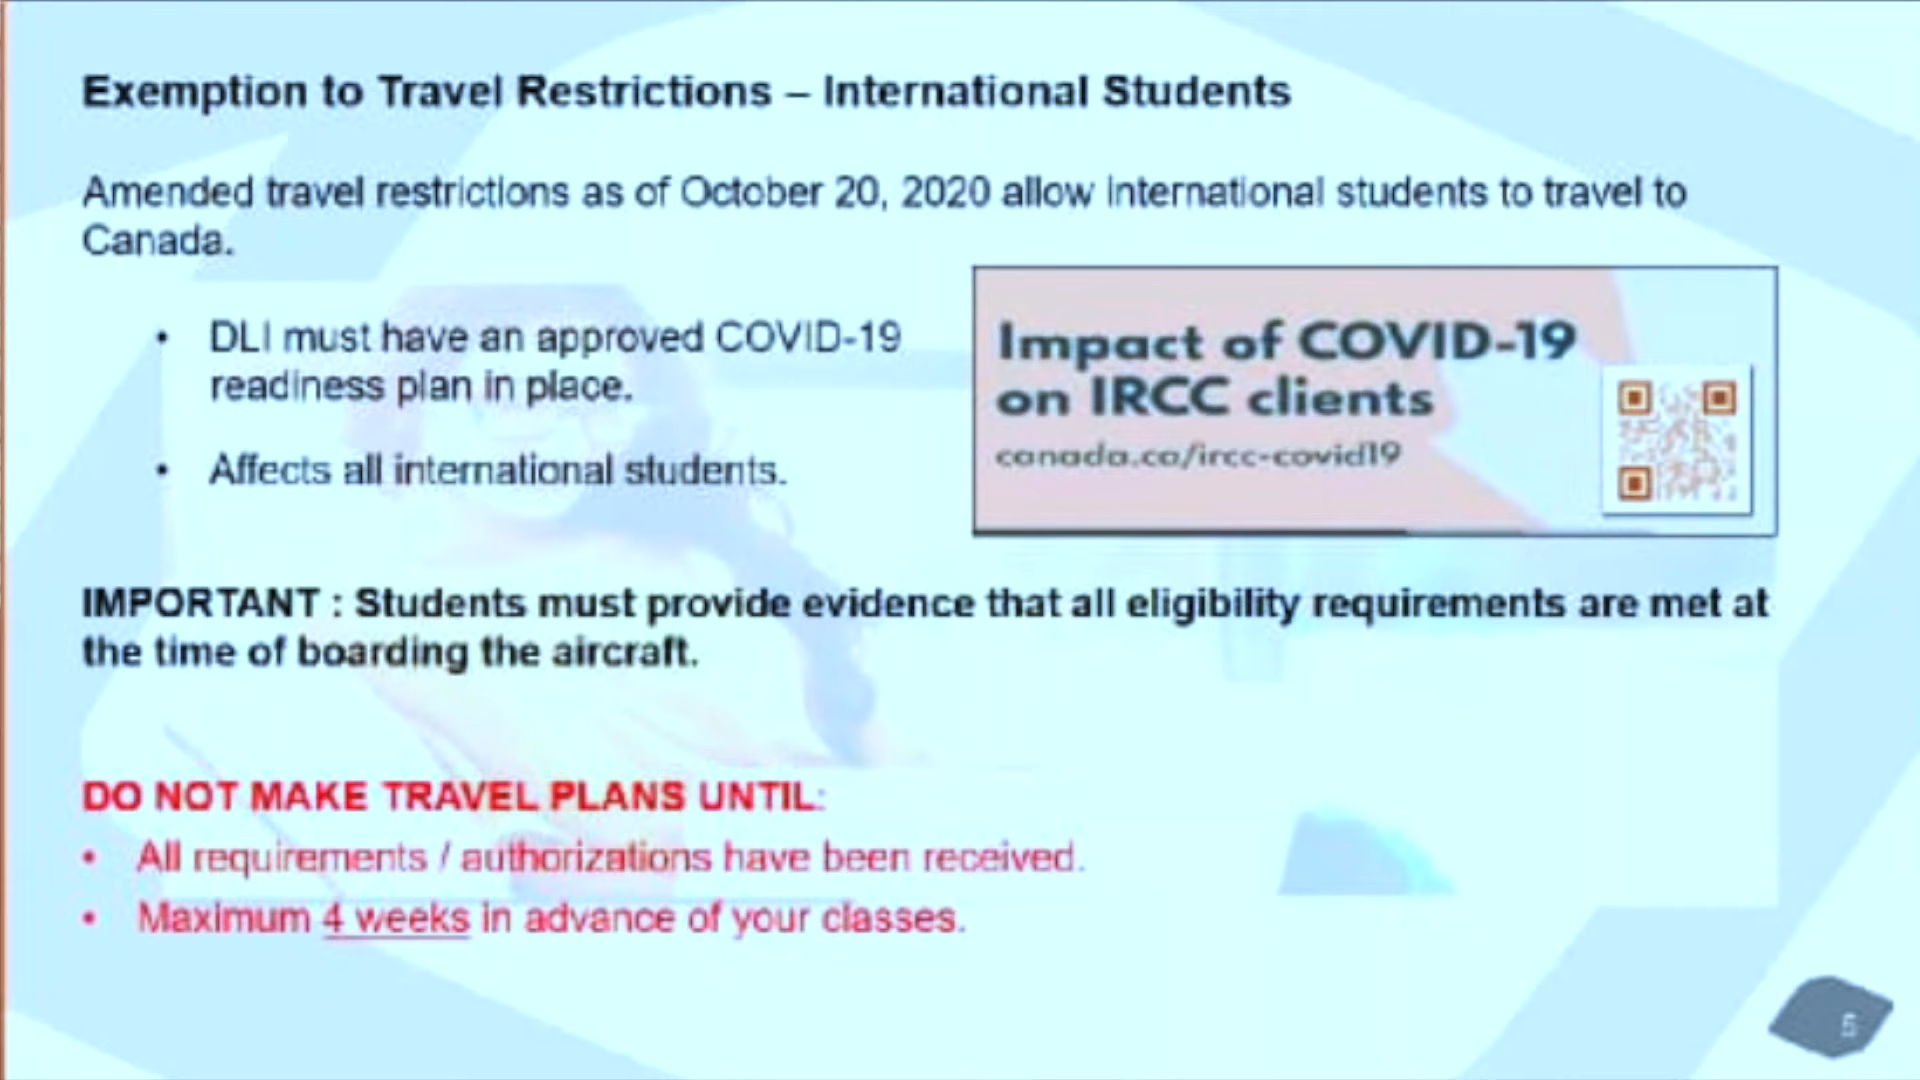 Exemption to Travel Restrictions – International Students
Amended travel restrictions as of October 20, 2020 allow international students to travel to
Canada.
• DLI must have an approved COVID-19
readiness plan in place.
• Affects all international students.
Impact of COVID-19
on IRCC clients
canada.ca/ircc-covid19
IMPORTANT : Students must provide evidence that all eligibility requirements are met at
the time of boarding the aircraft.
DO NOT MAKE TRAVEL PLANS UNTIL:
• All requirements / authorizations have been received.
• Maximum 4 weeks in advance of your classes.
5